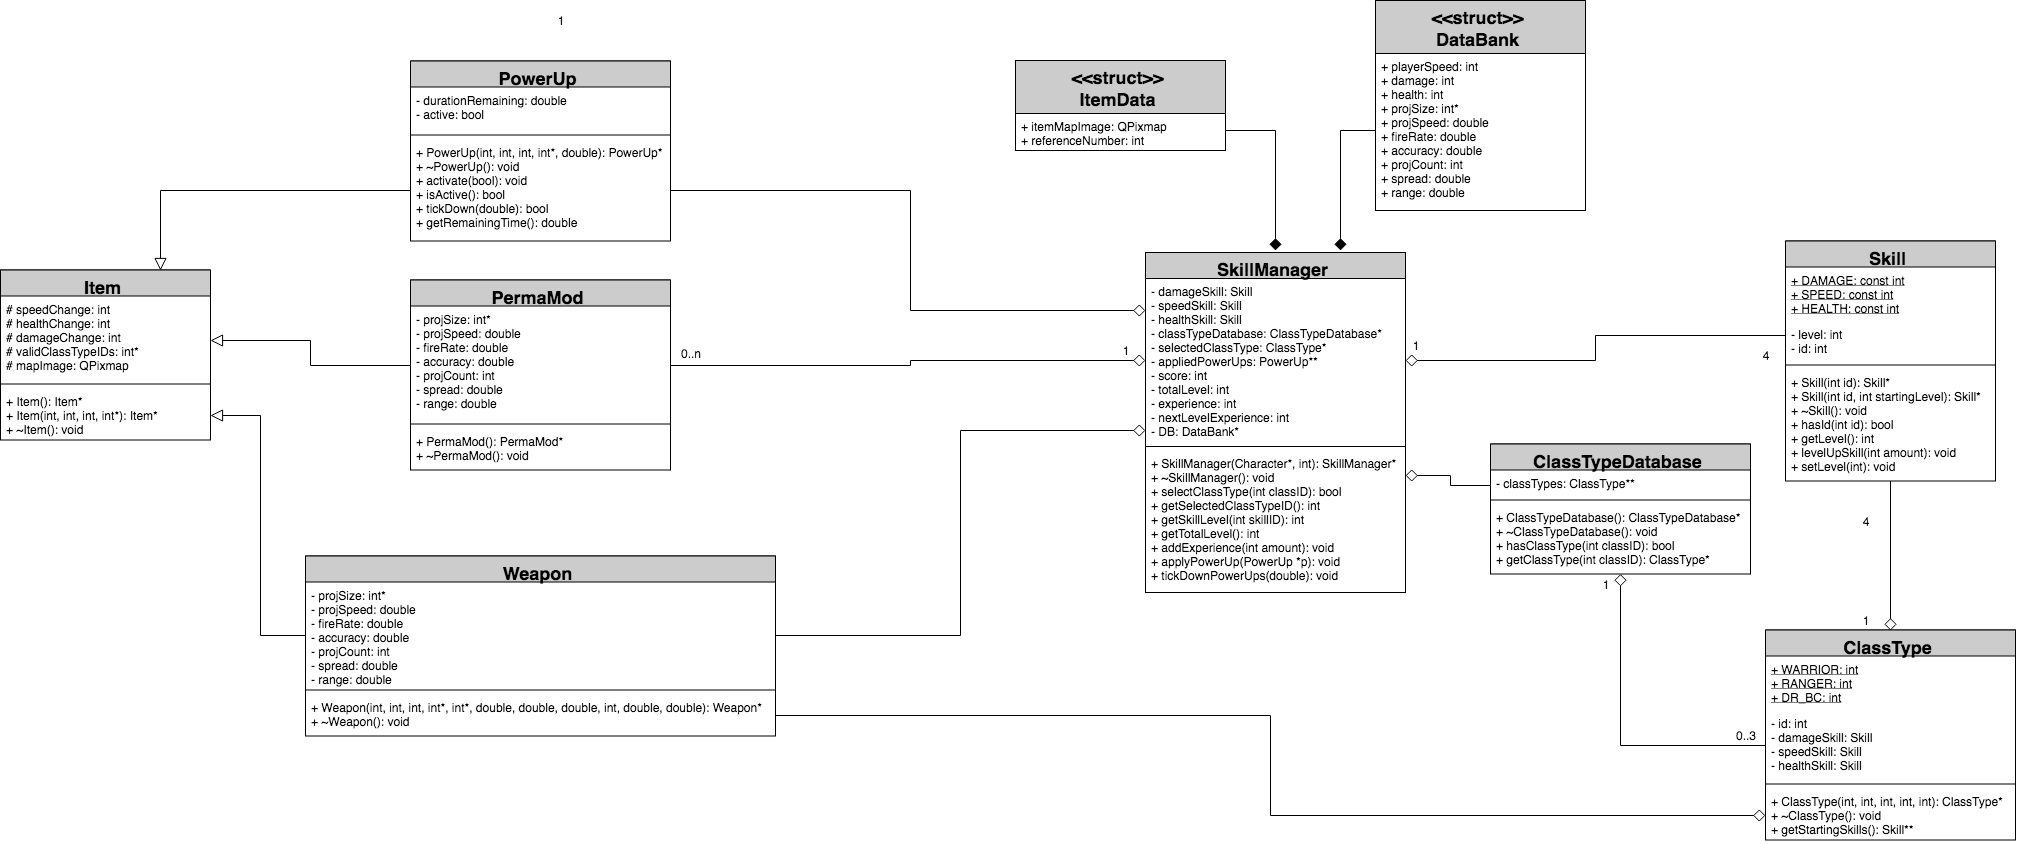 1
PowerUp
- durationRemaining: double
- active: bool
+ PowerUp(int, int, int, int*, double): PowerUp*
+ ~PowerUp(): void
+ activate(bool): void
+ isActive(): bool
+ tickDown(double): bool
+ getRemainingTime(): double
<<struct>>
ItemData
+ itemMapImage: QPixmap
+ referenceNumber: int
<<struct>>
DataBank
+ playerSpeed: int
+ damage: int
+ health: int
+ projSize: int*
+ projSpeed: double
+ fireRate: double
+ accuracy: double
+ projCount: int
+ spread: double
+ range: double
Item
# speedChange: int
# healthChange: int
# damageChange: int
# validClassTypeIDs: int*
# mapImage: QPixmap
+ Item(): Item*
+ Item(int, int, int, int*): Item*
+ ~Item(): void
PermaMod
- projSize: int*
- projSpeed: double
- fireRate: double
- accuracy: double
- projCount: int
- spread: double
- range: double
+ PermaMod(): PermaMod*
+ ~PermaMod(): void
0..n
1
SkillManager
- damageSkill: Skill
- speedSkill: Skill
- healthSkill: Skill
- classTypeDatabase: ClassTypeDatabase*
- selectedClassType: ClassType*
- appliedPowerUps: PowerUp**
- score: int
- totalLevel: int
- experience: int
- nextLevelExperience: int
- DB: DataBank*
+ SkillManager(Character*, int): SkillManager*
+ ~SkillManager(): void
+ selectClassType(int classID): bool
+ getSelectedClassTypeID(): int
+ getSkillLevel(int skillID): int
+ getTotalLevel(): int
+ addExperience(int amount): void
+ applyPowerUp(PowerUp *p): void
+ tickDownPowerUps(double): void
1
4
Skill
+ DAMAGE: const int
+ SPEED: const int
+ HEALTH: const int
- level: int
- id: int
+ Skill(int id): Skill*
+ Skill(int id, int startingLevel): Skill*
+ ~Skill(): void
+ hasId(int id): bool
+ getLevel(): int
+ levelUpSkill(int amount): void
+ setLevel(int): void
ClassTypeDatabase
- classTypes: ClassType**
+ ClassTypeDatabase(): ClassTypeDatabase*
+ ~ClassTypeDatabase(): void
+ hasClassType(int classID): bool
+ getClassType(int classID): ClassType*
1
4
1
0..3
Weapon
- projSize: int*
- projSpeed: double
- fireRate: double
- accuracy: double
- projCount: int
- spread: double
- range: double
+ Weapon(int, int, int, int*, int*, double, double, double, int, double, double): Weapon*
+ ~Weapon(): void
ClassType
+ WARRIOR: int
+ RANGER: int
+ DR_BC: int
- id: int
- damageSkill: Skill
- speedSkill: Skill
- healthSkill: Skill
+ ClassType(int, int, int, int, int): ClassType*
+ ~ClassType(): void
+ getStartingSkills(): Skill**